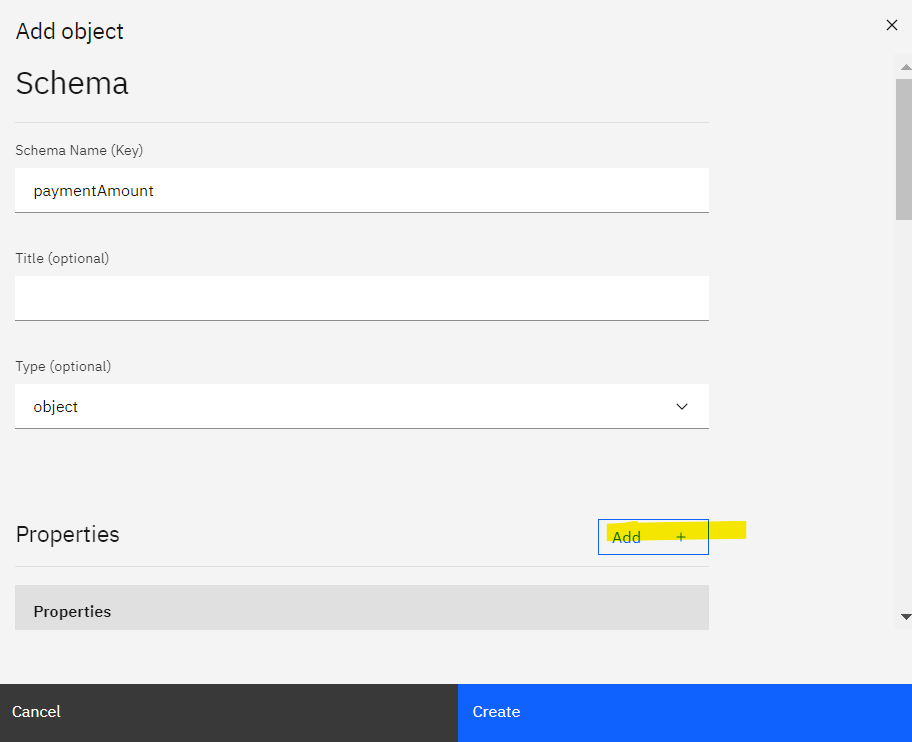 Add object
Schema
Schema Name (Key)
paymentAmount
Title (optional)
Type (optional)
object
Properties
Add +
Properties
Cancel
Create